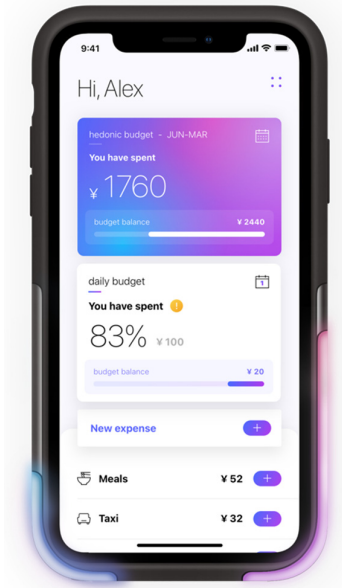 9:41
Hi, Alex
hedonic budget - JUN-MAR
You have spent
¥ 1760
budget balance ¥ 2440
daily budget 1
You have spent !
83% ¥ 100
budget balance ¥ 20
New expense +
Meals ¥ 52 +
Taxi ¥ 32 +